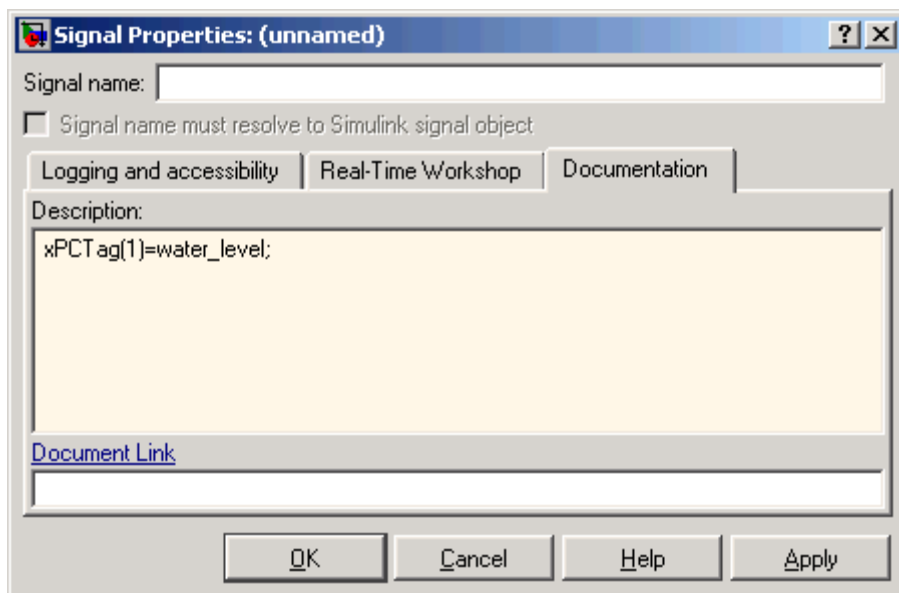 Signal Properties: (unnamed)
Signal name:
Signal name must resolve to Simulink signal object
Logging and accessibility Real-Time Workshop Documentation
Description:
xPCTag(1)=water_level;
Document Link
OK Cancel Help Apply